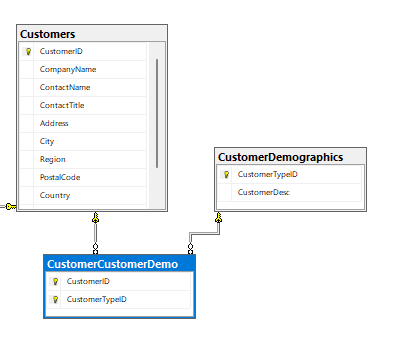 Customers
CustomerID
CompanyName
ContactName
ContactTitle
Address
City
Region
PostalCode
Country
CustomerDemographics
CustomerTypeID
CustomerDesc
CustomerCustomerDemo
CustomerID
CustomerTypeID